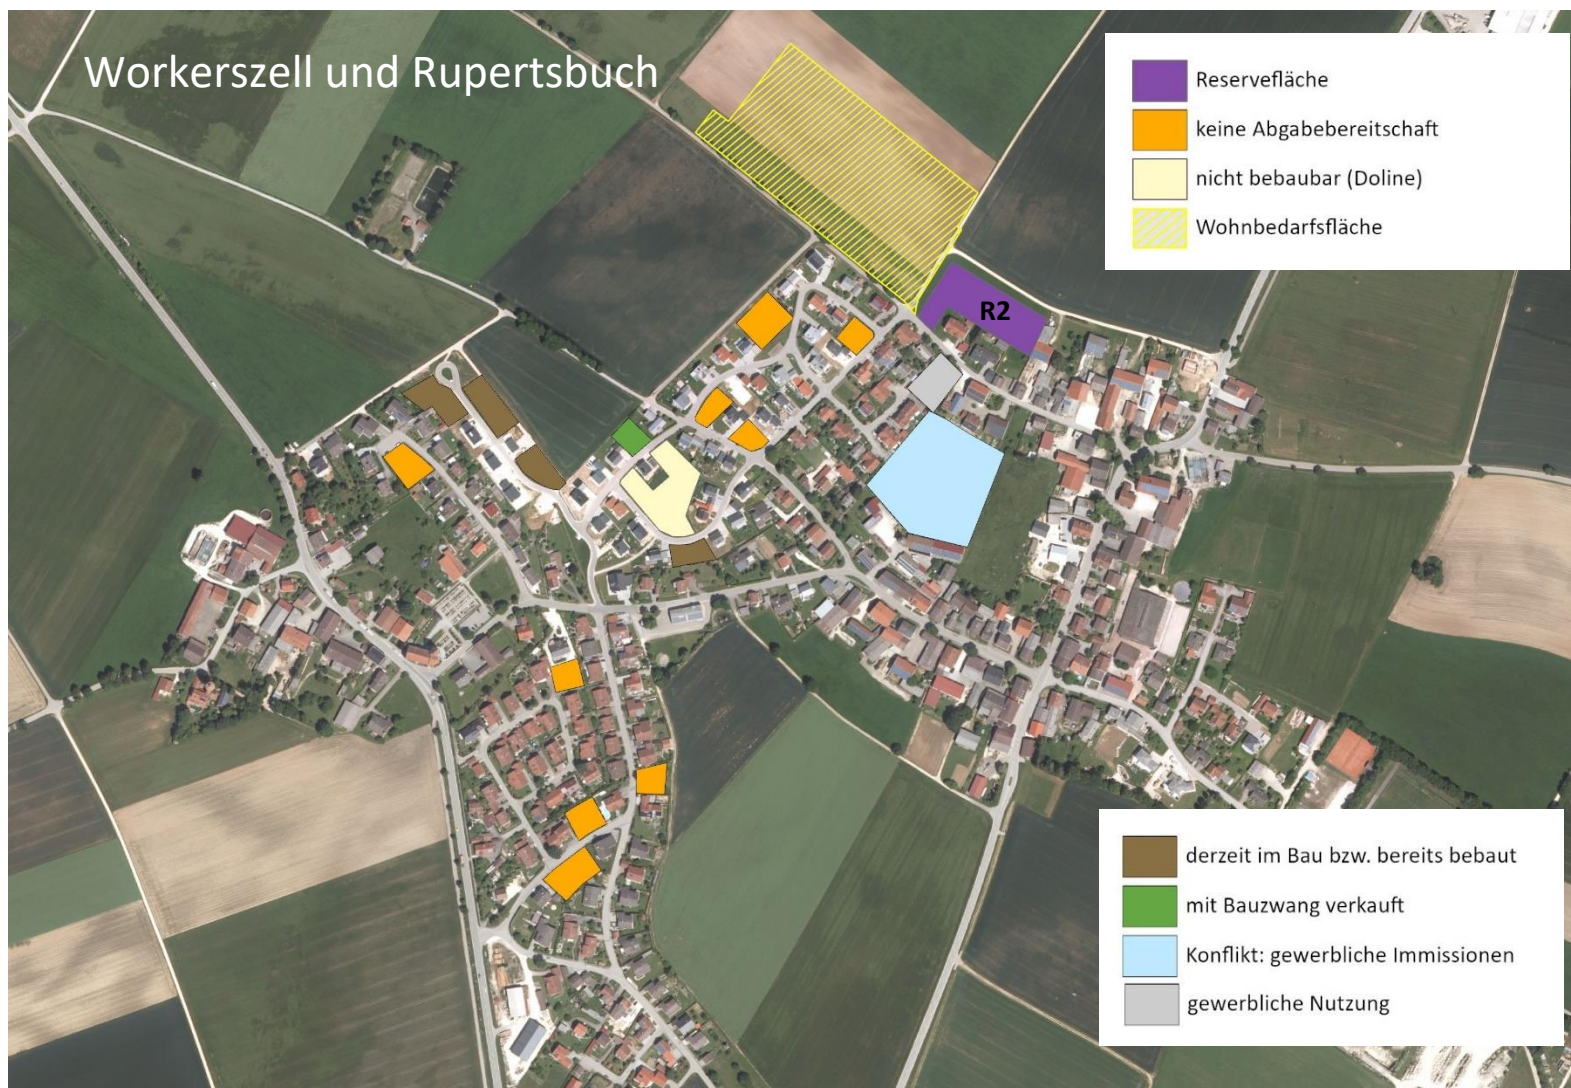 Workerszell und Rupertsbuch
Reservefläche
keine Abgabebereitschaft
nicht bebaubar (Doline)
Wohnbedarfsfläche
R2
derzeit im Bau bzw. bereits bebaut
mit Bauzwang verkauft
Konflikt: gewerbliche Immissionen
gewerbliche Nutzung